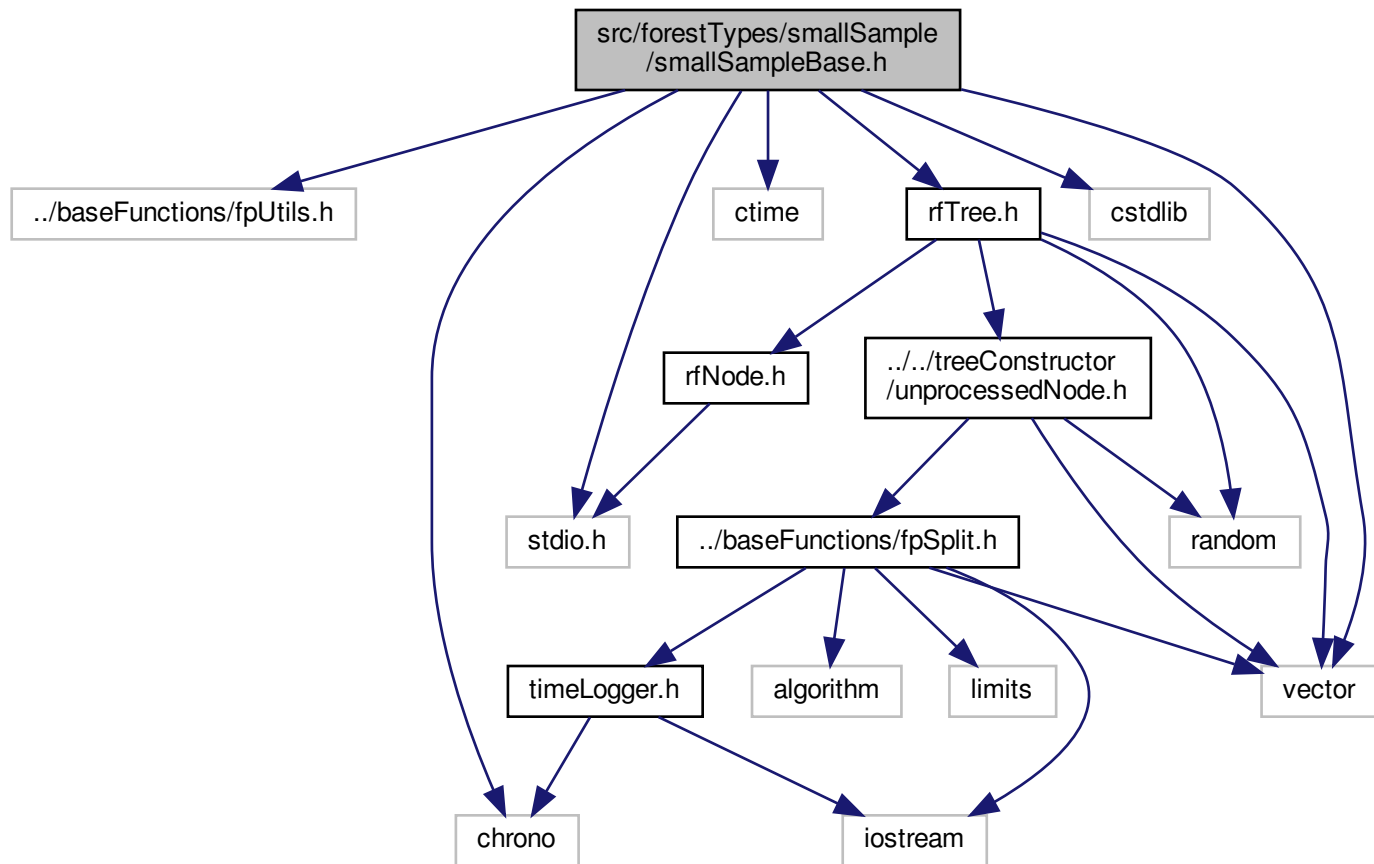 src/forestTypes/smallSample
/smallSampleBase.h
../baseFunctions/fpUtils.h
ctime
rfTree.h
cstdlib
rfNode.h
../../treeConstructor
/unprocessedNode.h
stdio.h
../baseFunctions/fpSplit.h
random
timeLogger.h
algorithm
limits
vector
chrono
iostream